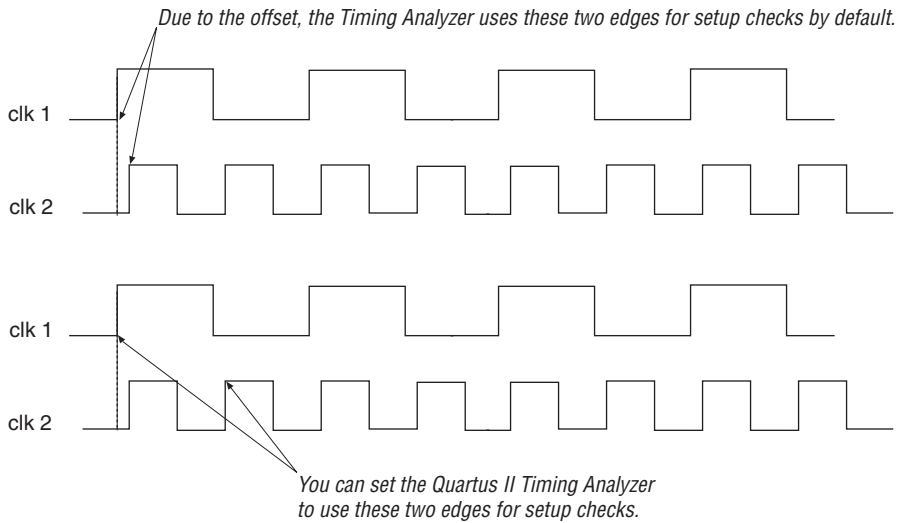 Due to the offset, the Timing Analyzer uses these two edges for setup checks by default.
clk 1
clk 2
clk 1
clk 2
You can set the Quartus II Timing Analyzer
to use these two edges for setup checks.